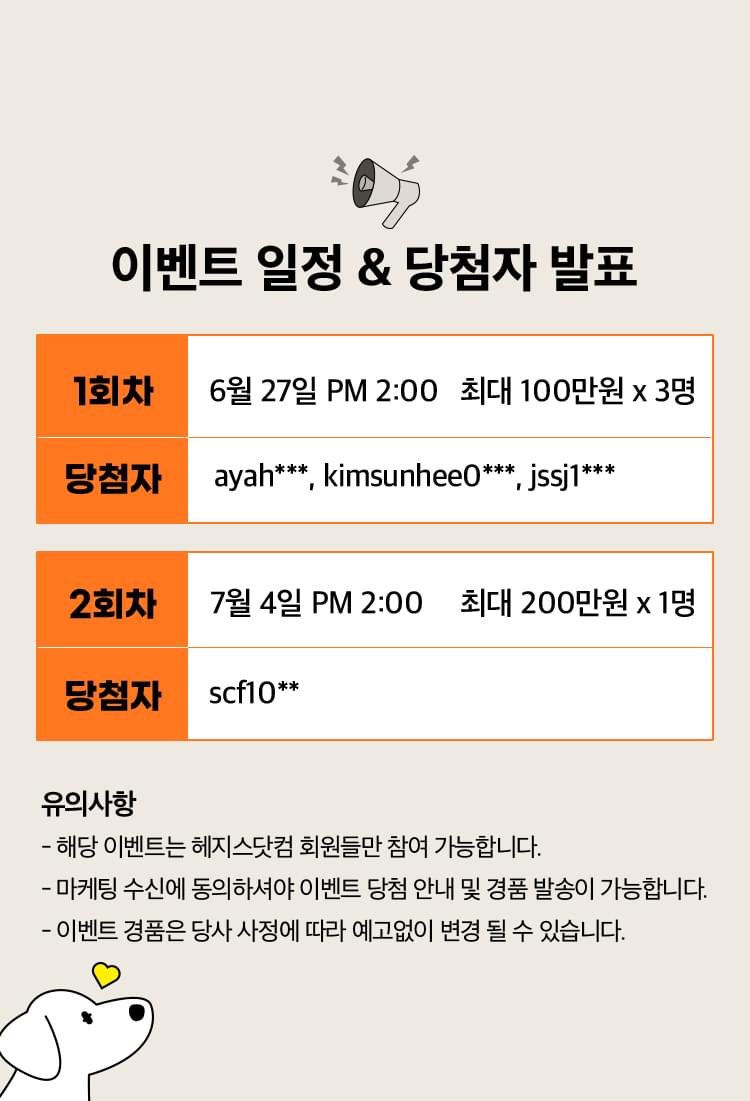 이벤트 일정 & 당첨자 발표
1회차 6월 27일 PM 2:00 최대 100만원 x 3명
당첨자 ayah***, kimsunhee0***, jssj1***
2회차 7월 4일 PM 2:00 최대 200만원 x 1명
당첨자 scf10**
유의사항
- 해당 이벤트는 헤지스닷컴 회원들만 참여 가능합니다.
- 마케팅 수신에 동의하셔야 이벤트 당첨 안내 및 경품 발송이 가능합니다.
- 이벤트 경품은 당사 사정에 따라 예고없이 변경 될 수 있습니다.